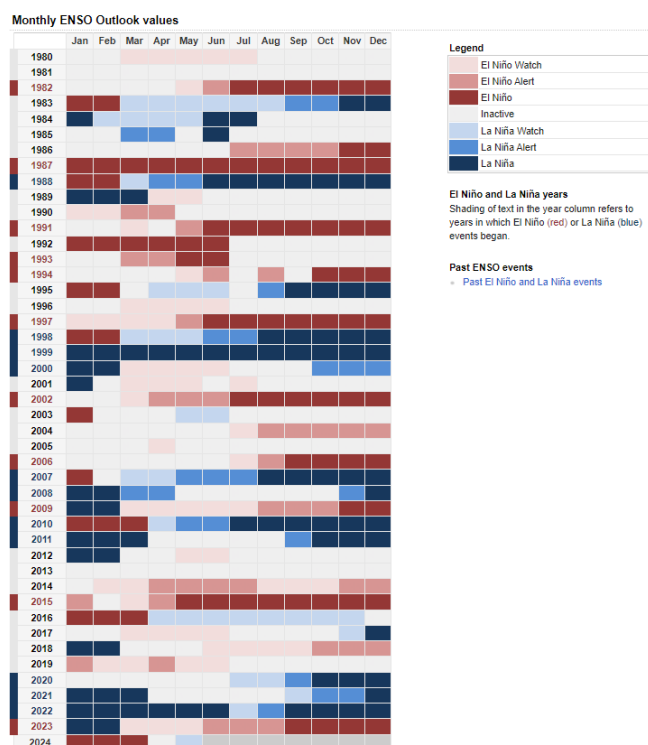 Monthly ENSO Outlook values
Jan Feb Mar Apr May Jun Jul Aug Sep Oct Nov Dec
1980
1981
1982
1983
1984
1985
1986
1987
1988
1989
1990
1991
1992
1993
1994
1995
1996
1997
1998
1999
2000
2001
2002
2003
2004
2005
2006
2007
2008
2009
2010
2011
2012
2013
2014
2015
2016
2017
2018
2019
2020
2021
2022
2023
2024
Legend
El Niño Watch
El Niño Alert
El Niño
Inactive
La Niña Watch
La Niña Alert
La Niña
El Niño and La Niña years
Shading of text in the year column refers to
years in which El Niño (red) or La Niña (blue)
events began.
Past ENSO events
Past El Niño and La Niña events